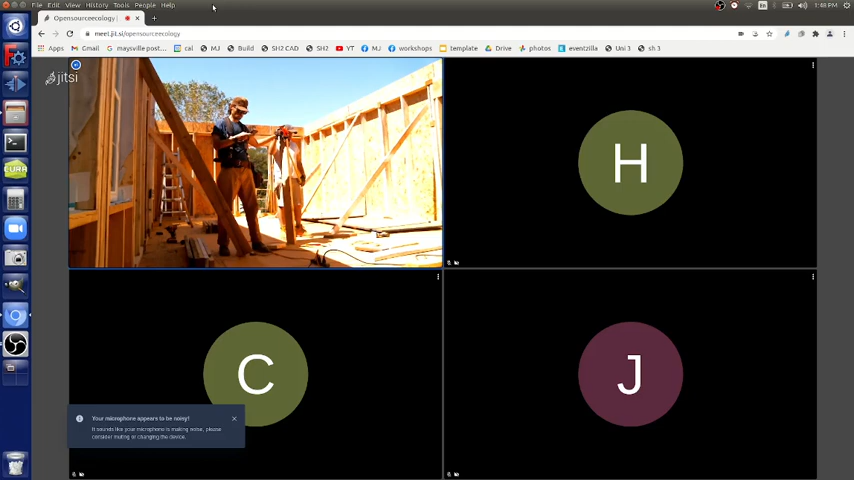 File Edit View History Tools People Help
1:48 PM
En
Opensourceecology |
meet.jit.si/opensourceecology
Gmail
maysville post...
cal
MJ
Build
SH2 CAD
SH2
YT
MJ
workshops
template
Drive
photos
eventzilla
Uni 3
sh 3
jitsi
H
CURA
C
J
Your microphone appears to be noisy!
It sounds like your microphone is making noise, please
consider muting or changing the device.